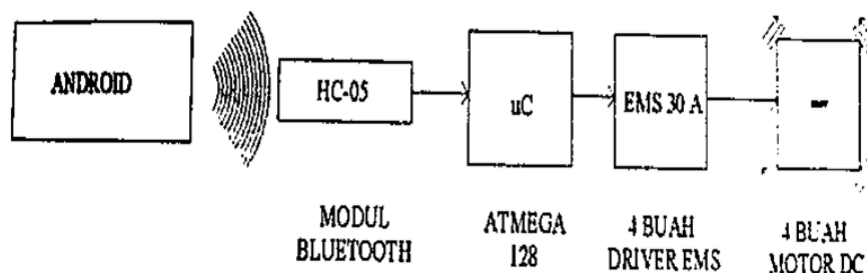 ANDROID
HC-05
uC
EMS 30 A
MODUL
BLUETOOTH
ATMEGA
128
4 BUAH
DRIVER EMS
4 BUAH
MOTOR DC